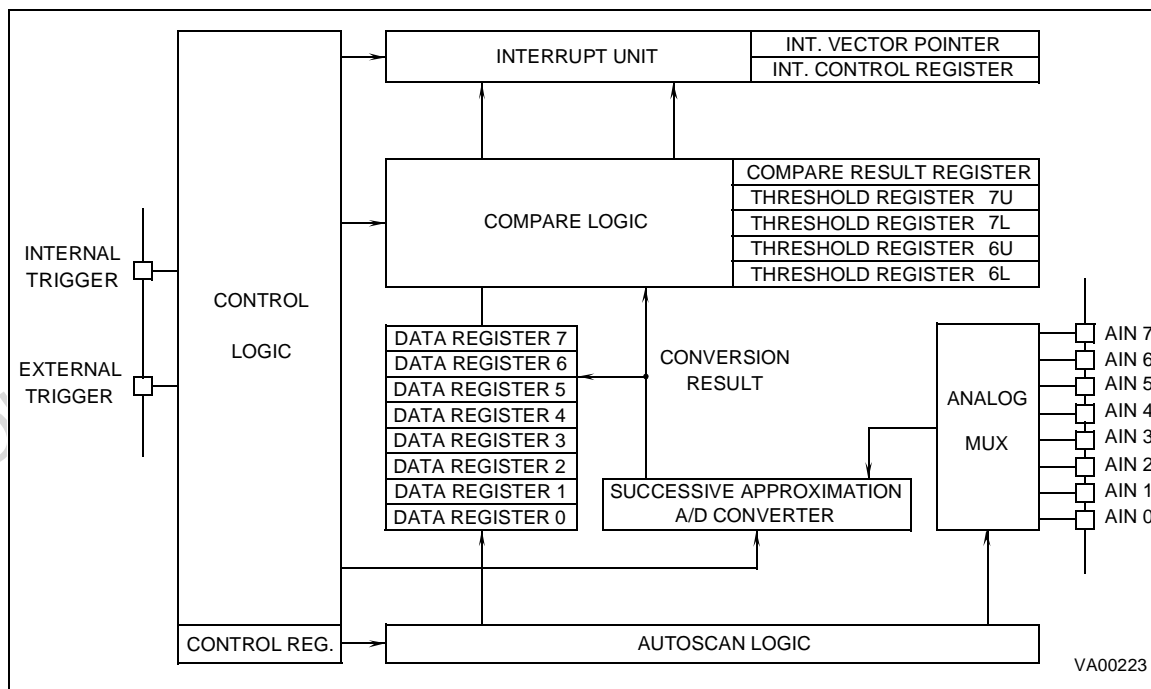 INTERRUPT UNIT
INT. VECTOR POINTER
INT. CONTROL REGISTER
COMPARE LOGIC
COMPARE RESULT REGISTER
THRESHOLD REGISTER 7U
THRESHOLD REGISTER 7L
THRESHOLD REGISTER 6U
THRESHOLD REGISTER 6L
INTERNAL
TRIGGER
EXTERNAL
TRIGGER
CONTROL
LOGIC
DATA REGISTER 7
DATA REGISTER 6
DATA REGISTER 5
DATA REGISTER 4
DATA REGISTER 3
DATA REGISTER 2
DATA REGISTER 1
DATA REGISTER 0
CONVERSION
RESULT
SUCCESSIVE APPROXIMATION
A/D CONVERTER
ANALOG
MUX
AIN 7
AIN 6
AIN 5
AIN 4
AIN 3
AIN 2
AIN 1
AIN 0
CONTROL REG.
AUTOSCAN LOGIC
VA00223